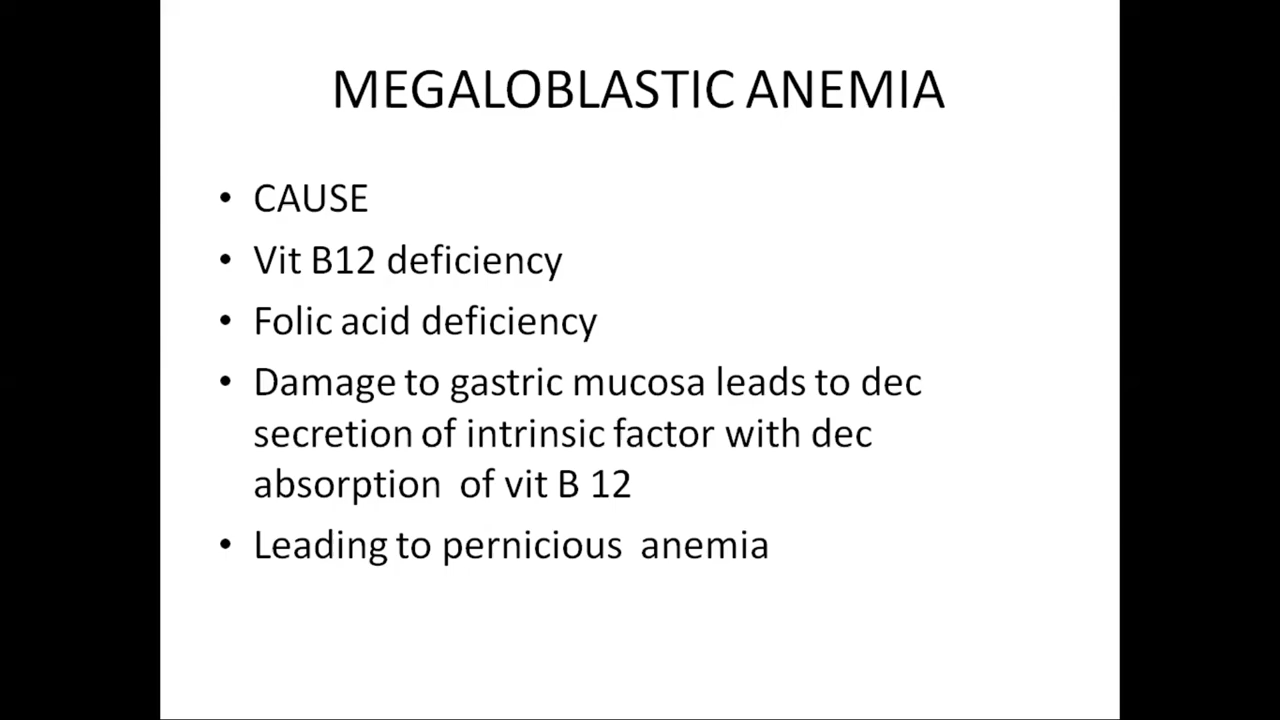 MEGALOBLASTIC ANEMIA
• CAUSE
• Vit B12 deficiency
• Folic acid deficiency
• Damage to gastric mucosa leads to dec
secretion of intrinsic factor with dec
absorption of vit B 12
• Leading to pernicious anemia